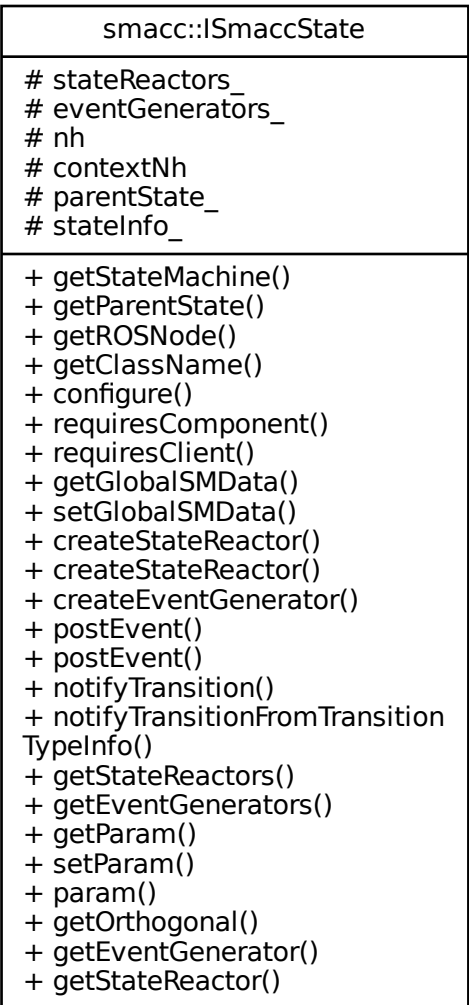 smacc::ISmaccState
# stateReactors_
# eventGenerators_
# nh
# contextNh
# parentState_
# stateInfo_
+ getStateMachine()
+ getParentState()
+ getROSNode()
+ getClassName()
+ configure()
+ requiresComponent()
+ requiresClient()
+ getGlobalSMData()
+ setGlobalSMData()
+ createStateReactor()
+ createStateReactor()
+ createEventGenerator()
+ postEvent()
+ postEvent()
+ notifyTransition()
+ notifyTransitionFromTransition
TypeInfo()
+ getStateReactors()
+ getEventGenerators()
+ getParam()
+ setParam()
+ param()
+ getOrthogonal()
+ getEventGenerator()
+ getStateReactor()